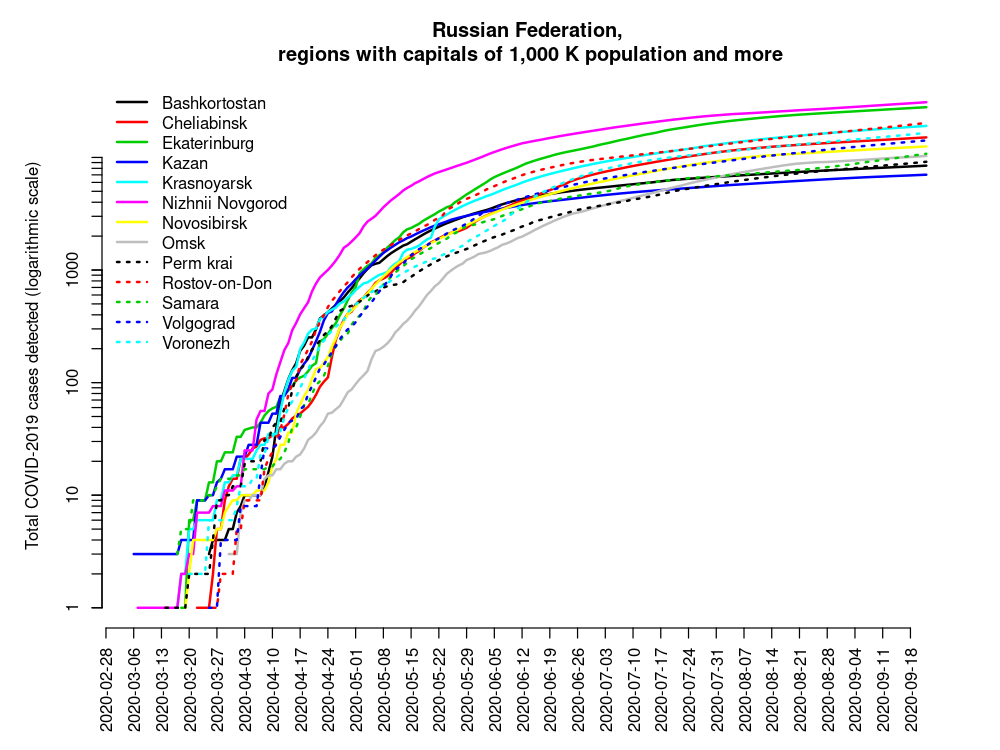 Russian Federation,
regions with capitals of 1,000 K population and more
Bashkortostan
Cheliabinsk
Ekaterinburg
Kazan
Krasnoyarsk
Nizhnii Novgorod
Novosibirsk
Omsk
Perm krai
Rostov-on-Don
Samara
Volgograd
Voronezh
Total COVID-2019 cases detected (logarithmic scale)
1000
100
10
1
2020-02-28
2020-03-06
2020-03-13
2020-03-20
2020-03-27
2020-04-03
2020-04-10
2020-04-17
2020-04-24
2020-05-01
2020-05-08
2020-05-15
2020-05-22
2020-05-29
2020-06-05
2020-06-12
2020-06-19
2020-06-26
2020-07-03
2020-07-10
2020-07-17
2020-07-24
2020-07-31
2020-08-07
2020-08-14
2020-08-21
2020-08-28
2020-09-04
2020-09-11
2020-09-18